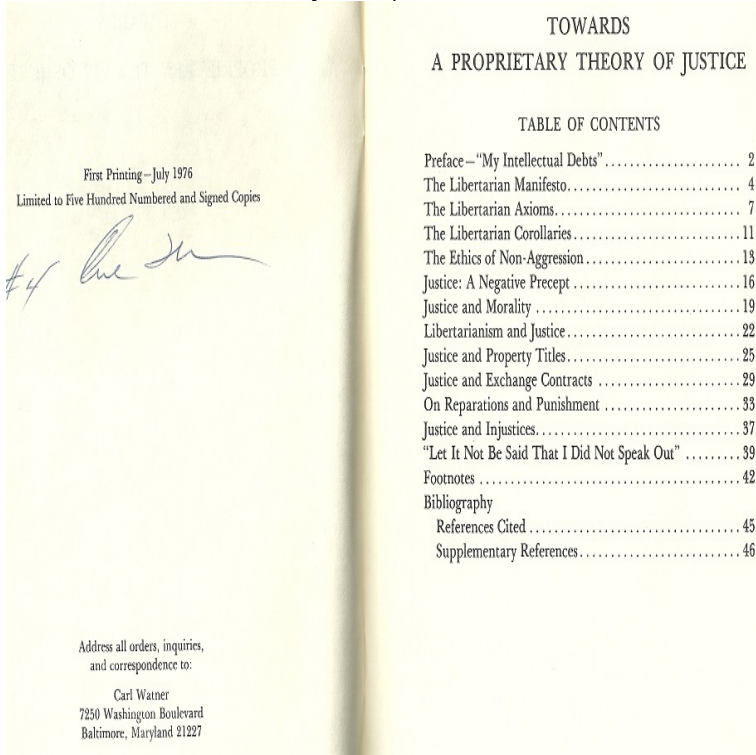 First Printing—July 1976
Limited to Five Hundred Numbered and Signed Copies
#4
Address all orders, inquiries,
and correspondence to:
Carl Watner
7250 Washington Boulevard
Baltimore, Maryland 21227
TOWARDS
A PROPRIETARY THEORY OF JUSTICE
TABLE OF CONTENTS
Preface—“My Intellectual Debts”...................... 2
The Libertarian Manifesto............................ 4
The Libertarian Axioms.............................. 7
The Libertarian Corollaries........................... 11
The Ethics of Non-Aggression......................... 13
Justice: A Negative Precept ........................... 16
Justice and Morality ................................. 19
Libertarianism and Justice............................ 22
Justice and Property Titles............................ 25
Justice and Exchange Contracts ....................... 29
On Reparations and Punishment ...................... 33
Justice and Injustices................................. 37
“Let It Not Be Said That I Did Not Speak Out” ......... 39
Footnotes .......................................... 42
Bibliography
References Cited ................................... 45
Supplementary References........................... 46